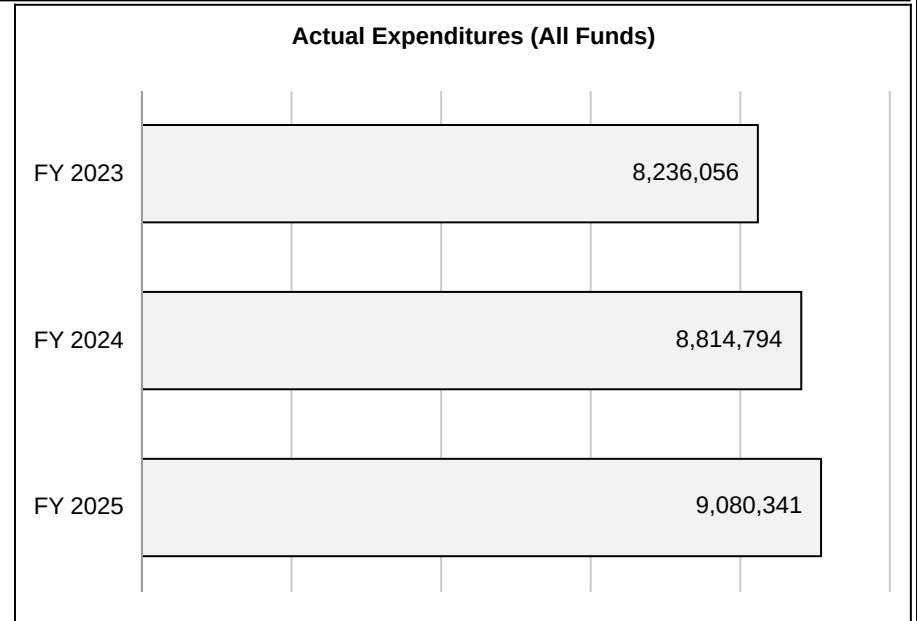 Actual Expenditures (All Funds)
FY 2023 8,236,056
FY 2024 8,814,794
FY 2025 9,080,341